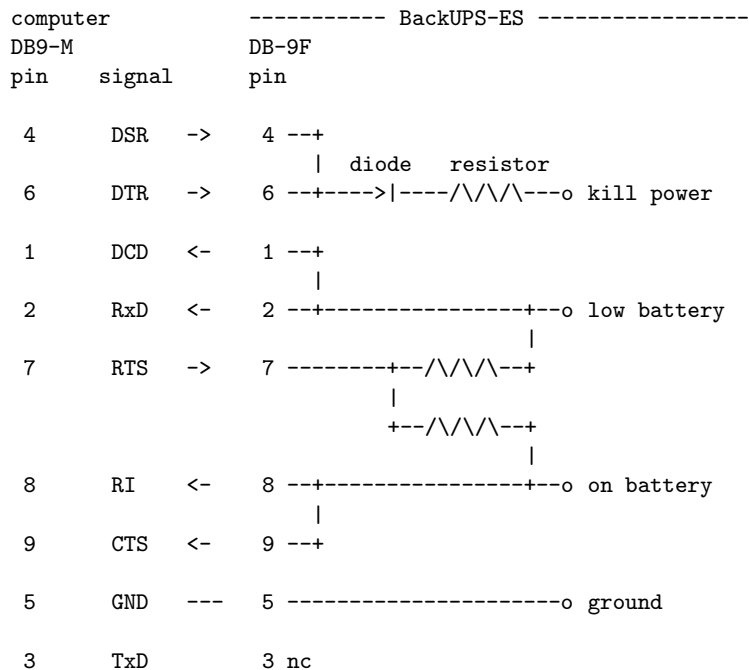 computer         ----------- BackUPS-ES -----------------
DB9-M            DB-9F
pin    signal    pin

 4      DSR  ->   4 --+
                      |  diode   resistor
 6      DTR  ->   6 --+---->|----/\/\/\---o kill power

 1      DCD  <-   1 --+
                      |
 2      RxD  <-   2 --+----------------+--o low battery
                                       |
 7      RTS  ->   7 --------+--/\/\/\--+
                            |
                            +--/\/\/\--+
                                       |
 8      RI   <-   8 --+----------------+--o on battery
                      |
 9      CTS  <-   9 --+

 5      GND  ---  5 ----------------------o ground

 3      TxD       3 nc